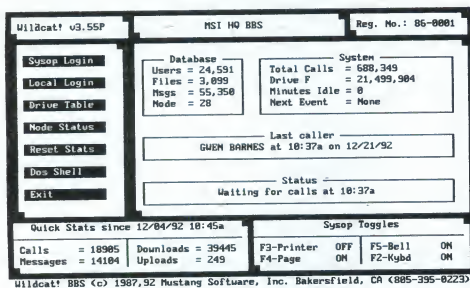 Wildcat! v3.55P
MSI HQ BBS
Reg. No.: 86-0001
Sysop Login
Local Login
Drive Table
Node Status
Reset Stats
Dos Shell
Exit
Database
Users = 24,591
Files = 3,099
Msgs = 55,350
Node = 28
System
Total Calls = 688,349
Drive F = 21,499,904
Minutes Idle = 0
Next Event = None
Last caller
GWEN BARNES at 10:37a on 12/21/92
Status
Waiting for calls at 10:37a
Quick Stats since 12/04/92 10:45a
Calls = 18905 Downloads = 39445
Messages = 14104 Uploads = 249
Sysop Toggles
F3-Printer OFF F5-Bell ON
F4-Page ON F2-Kybd ON
Wildcat! BBS (c) 1987,92 Mustang Software, Inc. Bakersfield, CA (805-395-0223)